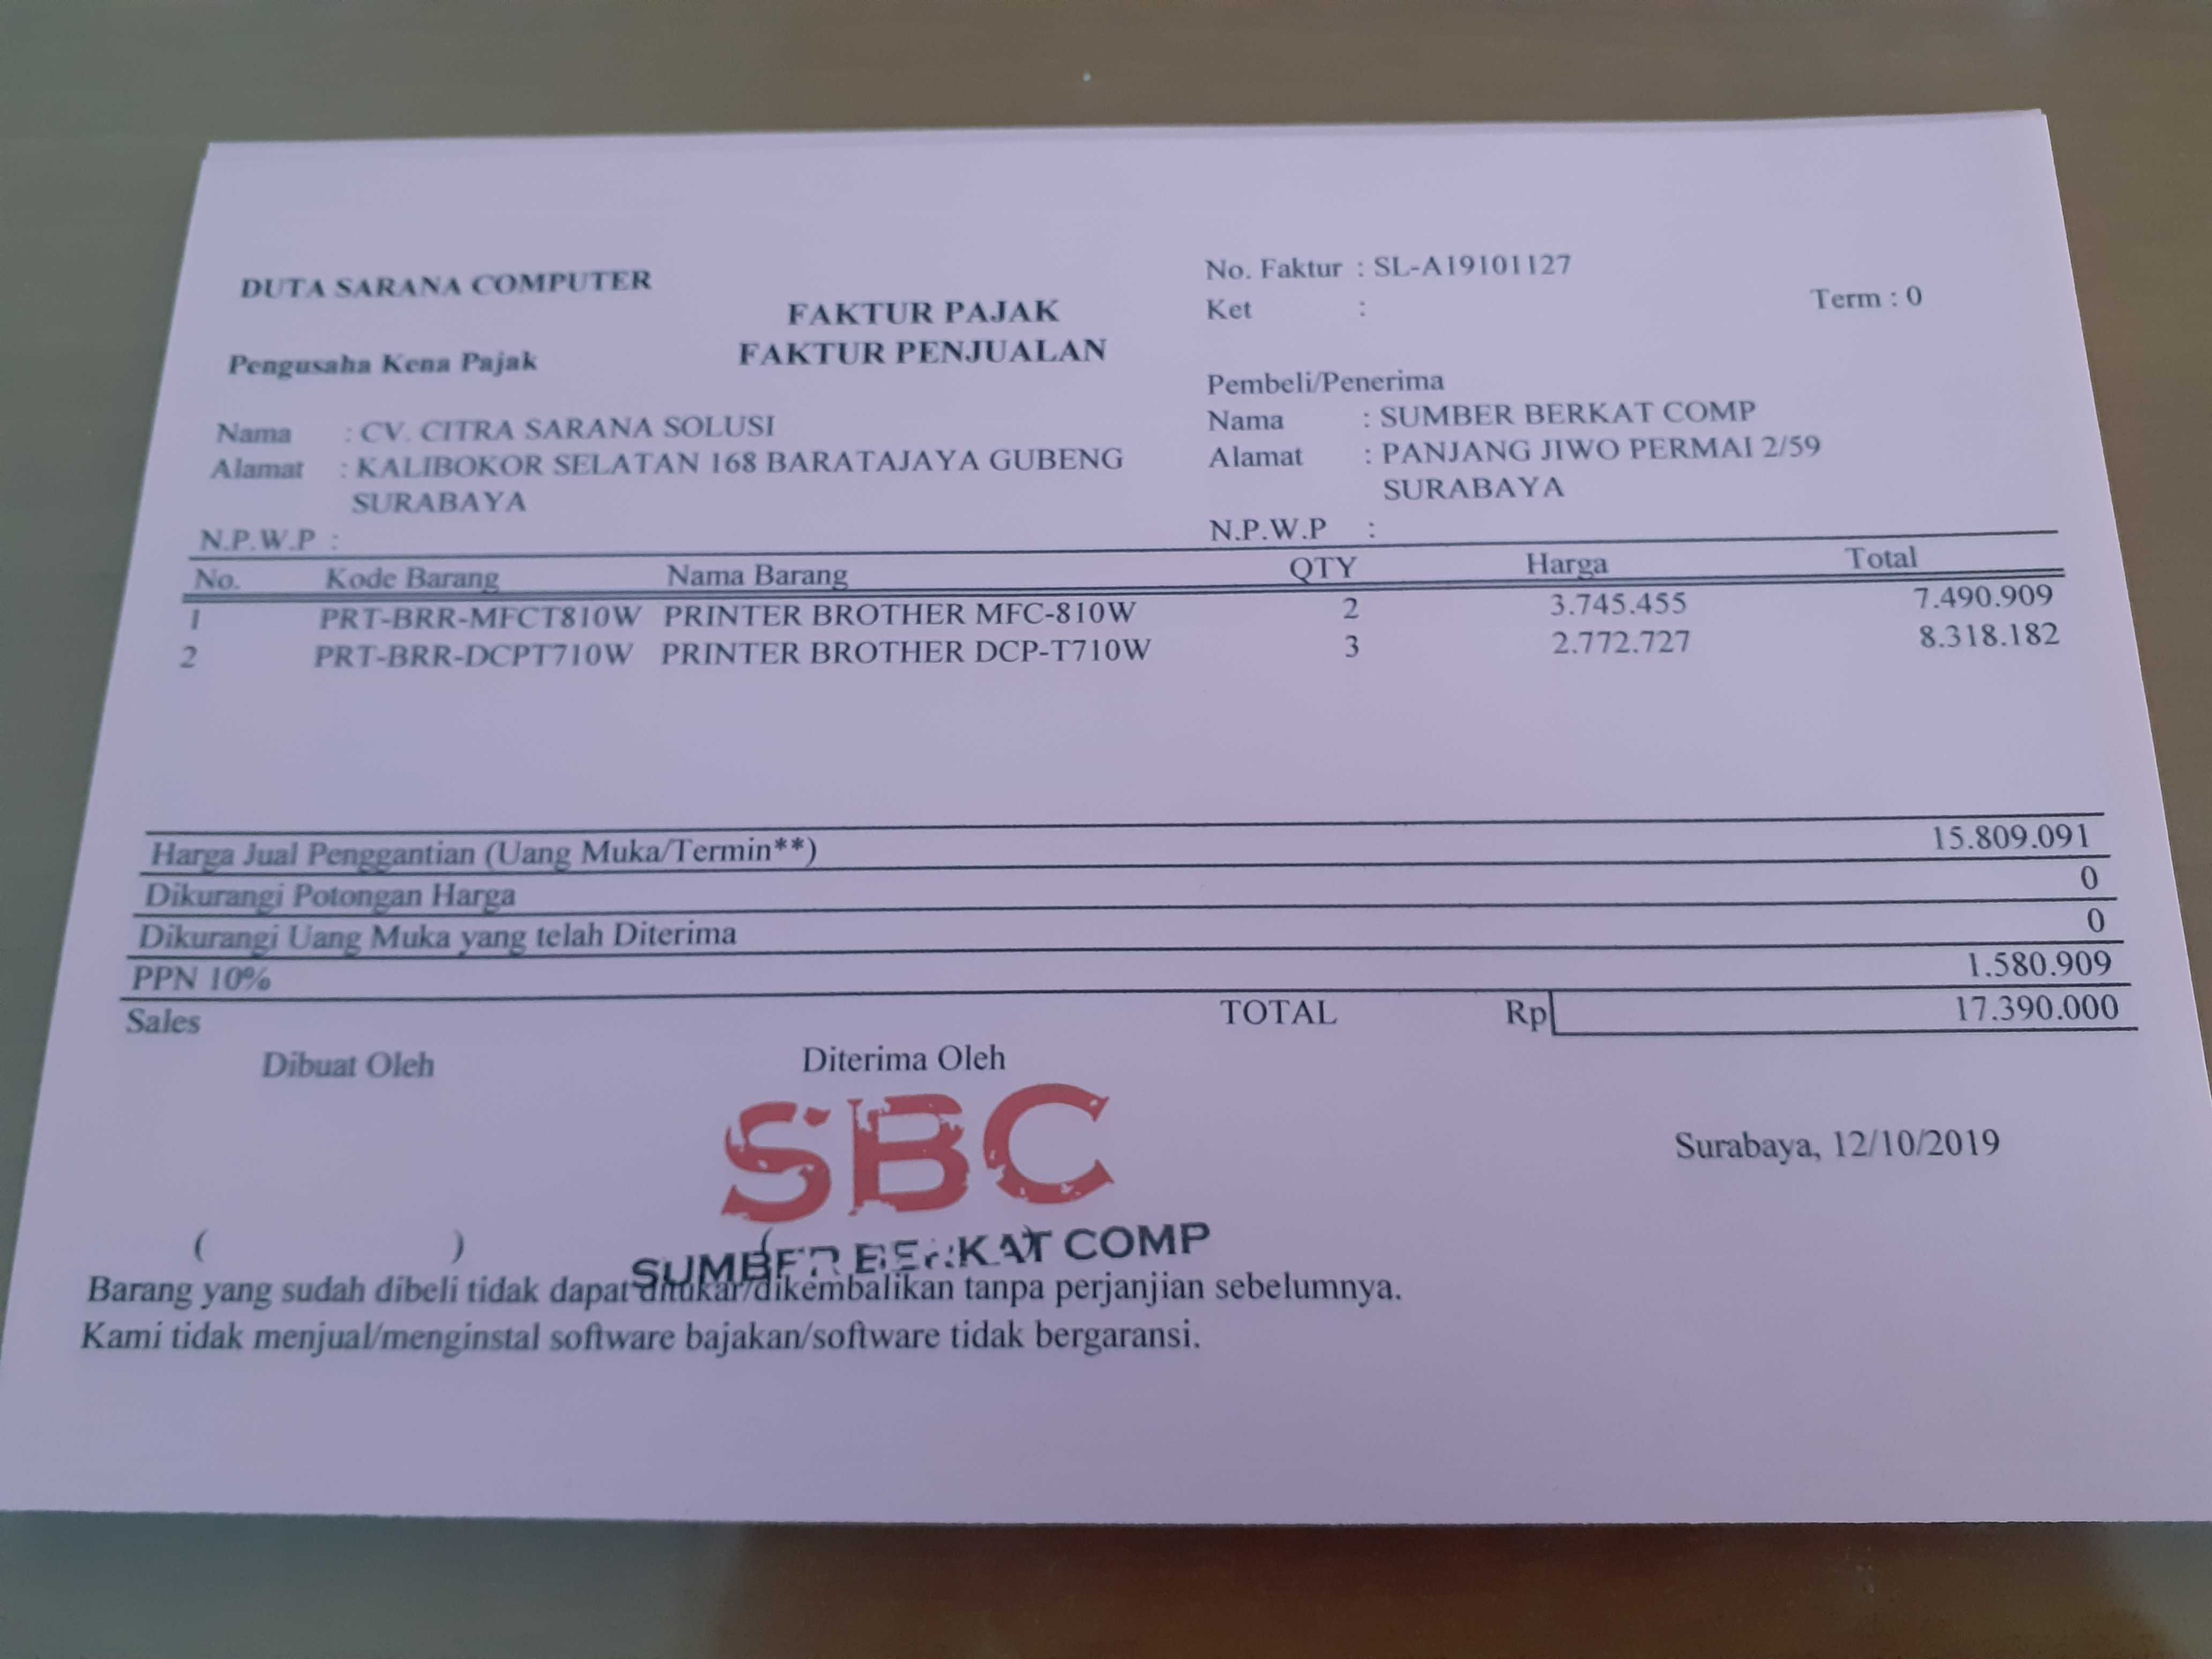 DUTA SARANA COMPUTER
FAKTUR PAJAK
FAKTUR PENJUALAN
No. Faktur : SL-A19101127
Ket :
Term : 0
Pengusaha Kena Pajak
Nama : CV. CITRA SARANA SOLUSI
Alamat : KALIBOKOR SELATAN 168 BARATAJAYA GUBENG
SURABAYA
N.P.W.P :
Pembeli/Penerima
Nama : SUMBER BERKAT COMP
Alamat : PANJANG JIWO PERMAI 2/59
SURABAYA
N.P.W.P :
No. Kode Barang Nama Barang QTY Harga Total
1 PRT-BRR-MFCT810W PRINTER BROTHER MFC-810W 2 3.745.455 7.490.909
2 PRT-BRR-DCPT710W PRINTER BROTHER DCP-T710W 3 2.772.727 8.318.182
Harga Jual Penggantian (Uang Muka/Termin**) 15.809.091
Dikurangi Potongan Harga 0
Dikurangi Uang Muka yang telah Diterima 0
PPN 10% 1.580.909
Sales TOTAL Rp 17.390.000
Dibuat Oleh Diterima Oleh
SBC
Surabaya, 12/10/2019
( ) (
SUMBER BERKAT COMP
Barang yang sudah dibeli tidak dapat ditukar/dikembalikan tanpa perjanjian sebelumnya.
Kami tidak menjual/menginstal software bajakan/software tidak bergaransi.